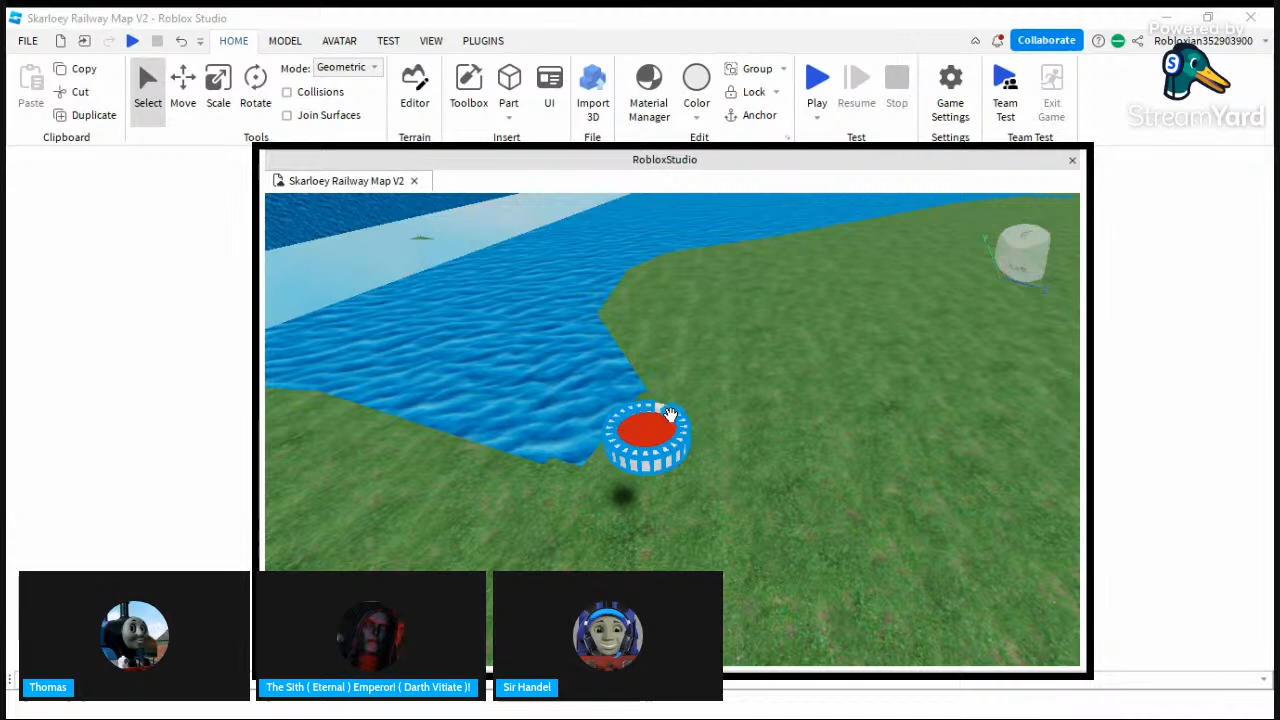 Skarloey Railway Map V2 - Roblox Studio
Powered by
FILE HOME MODEL AVATAR TEST VIEW PLUGINS Collaborate Robloxian352903900
Copy
Cut
Duplicate
Paste
Clipboard
Select Move Scale Rotate
Mode: Geometric
Collisions
Join Surfaces
Tools
Editor
Terrain
Toolbox Part UI
Insert
Import
3D
File
Material
Manager
Color
Group
Lock
Anchor
Edit
Play Resume Stop
Test
Game
Settings
Settings
Team
Test
Exit
Game
Team Test
StreamYard
RobloxStudio
Skarloey Railway Map V2
Thomas
The Sith ( Eternal ) Emperor! ( Darth Vitiate )!
Sir Handel